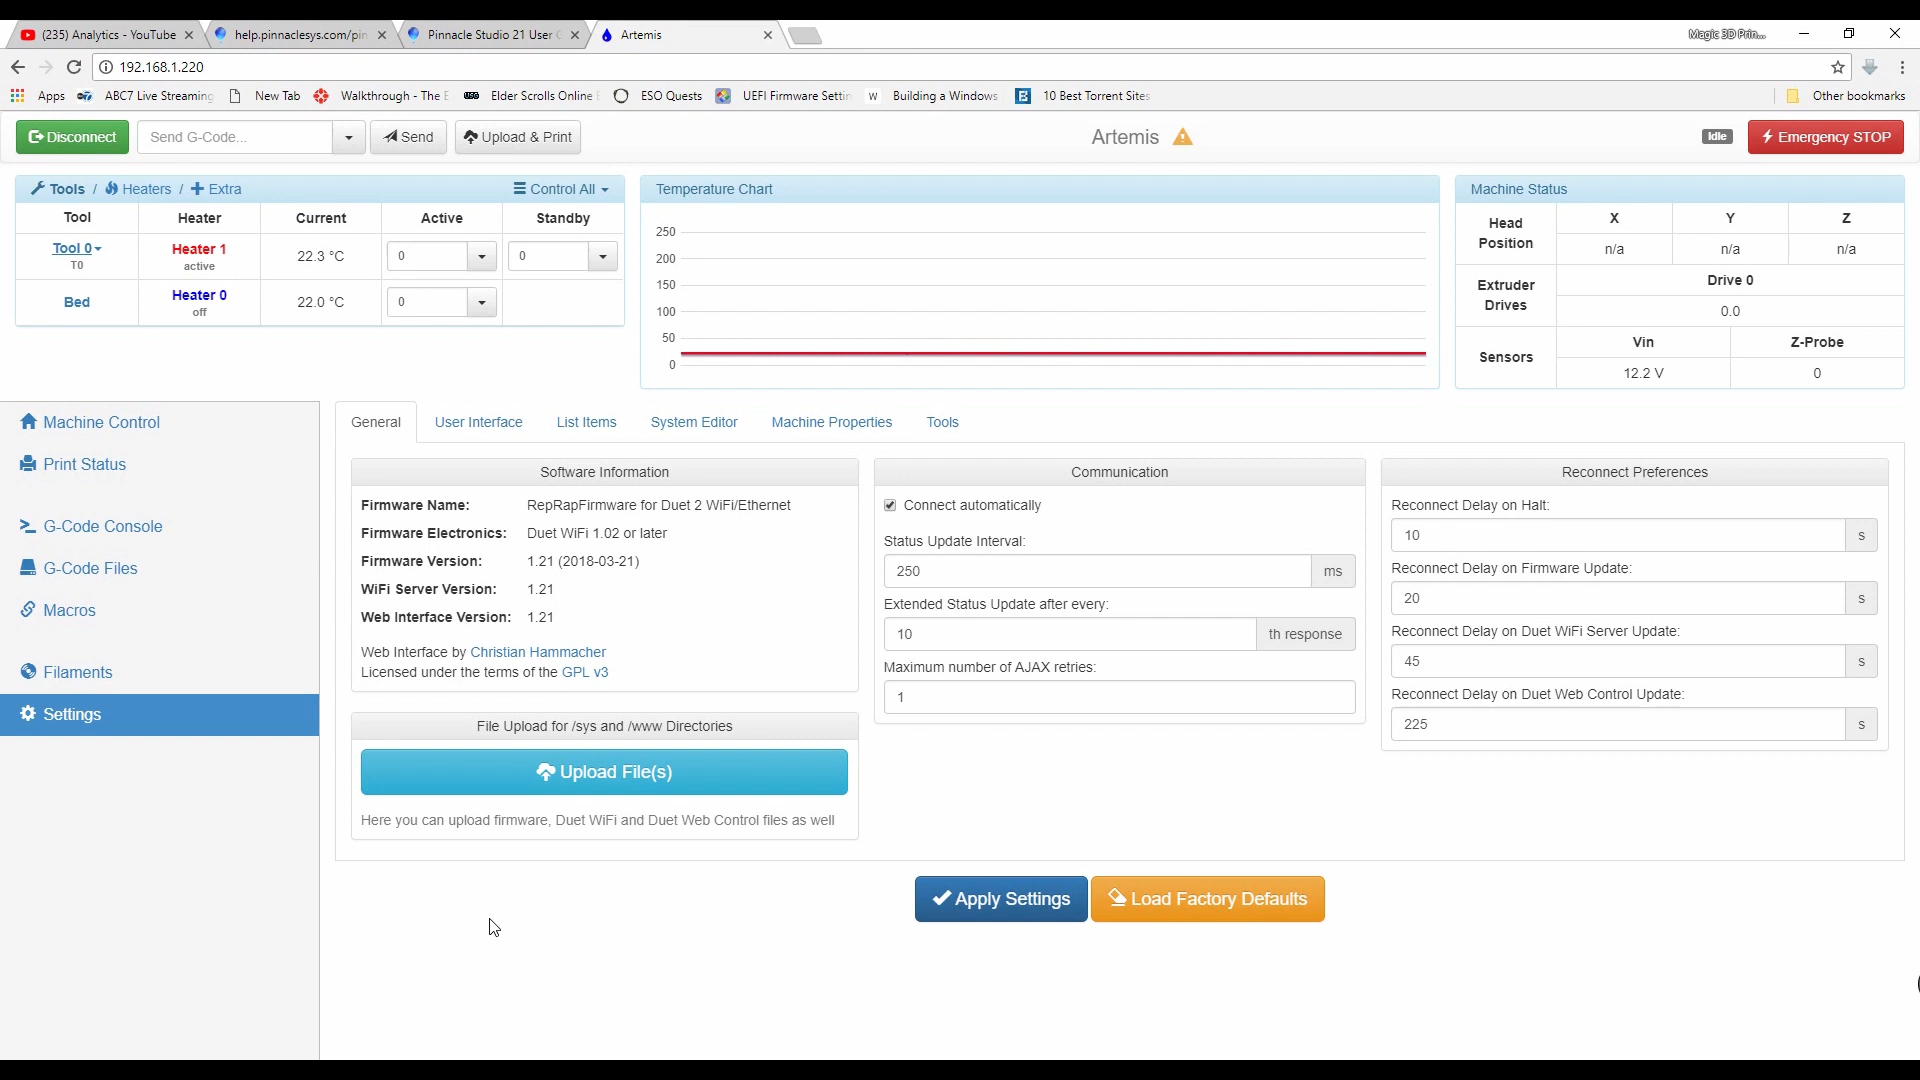 (235) Analytics - YouTube
help.pinnaclesys.com/pin
Pinnacle Studio 21 User G
Artemis
Magic 3D Prin...
192.168.1.220
Apps
ABC7 Live Streaming
New Tab
Walkthrough - The E
Elder Scrolls Online
ESO Quests
UEFI Firmware Settin
W Building a Windows
10 Best Torrent Sites
Other bookmarks
Disconnect
Send G-Code...
Send
Upload & Print
Artemis
Idle
Emergency STOP
Tools / Heaters / Extra
Control All
Tool Heater Current Active Standby
Tool 0 Heater 1 22.3 °C 0 0
T0 active
Bed Heater 0 22.0 °C 0
off
Temperature Chart
250
200
150
100
50
0
Machine Status
Head Position X Y Z
n/a n/a n/a
Extruder Drives Drive 0
0.0
Sensors Vin Z-Probe
12.2 V 0
Machine Control
Print Status
G-Code Console
G-Code Files
Macros
Filaments
Settings
General User Interface List Items System Editor Machine Properties Tools
Software Information
Firmware Name: RepRapFirmware for Duet 2 WiFi/Ethernet
Firmware Electronics: Duet WiFi 1.02 or later
Firmware Version: 1.21 (2018-03-21)
WiFi Server Version: 1.21
Web Interface Version: 1.21
Web Interface by Christian Hammacher
Licensed under the terms of the GPL v3
File Upload for /sys and /www Directories
Upload File(s)
Here you can upload firmware, Duet WiFi and Duet Web Control files as well
Communication
Connect automatically
Status Update Interval:
250 ms
Extended Status Update after every:
10 th response
Maximum number of AJAX retries:
1
Reconnect Preferences
Reconnect Delay on Halt:
10 s
Reconnect Delay on Firmware Update:
20 s
Reconnect Delay on Duet WiFi Server Update:
45 s
Reconnect Delay on Duet Web Control Update:
225 s
Apply Settings
Load Factory Defaults